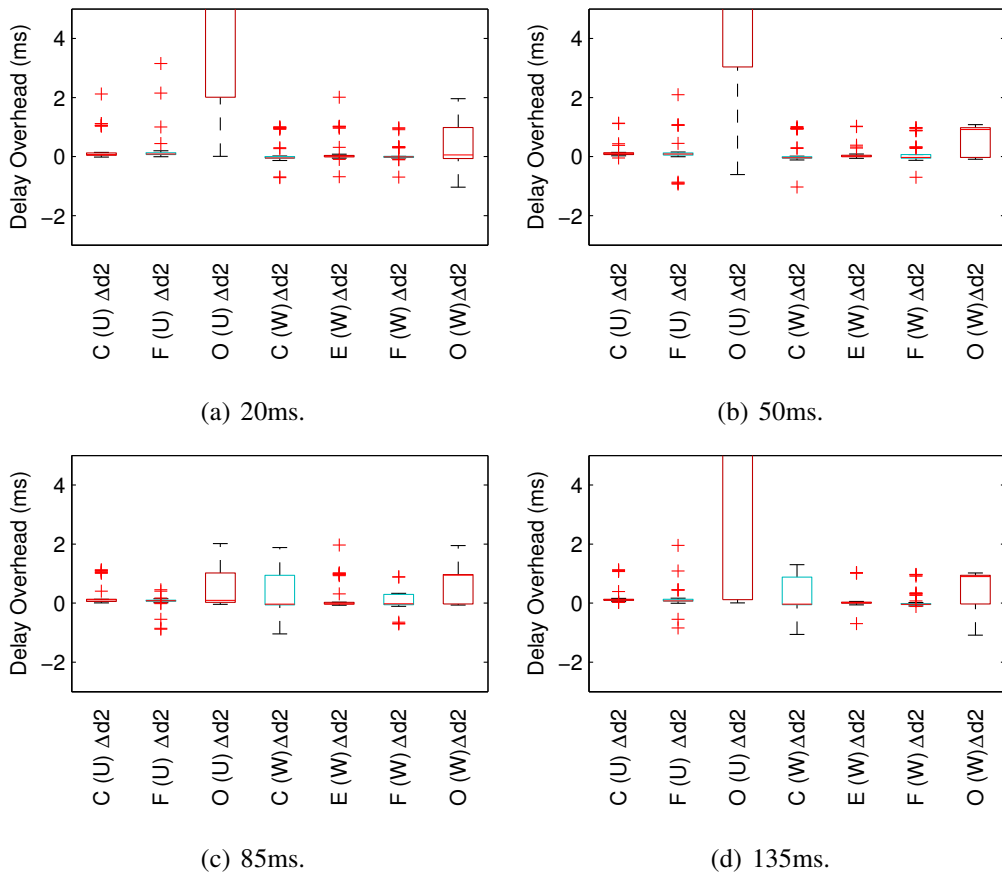 Delay Overhead (ms)
4
2
0
−2
C (U) Δd2
F (U) Δd2
O (U) Δd2
C (W)Δd2
E (W)Δd2
F (W)Δd2
O (W)Δd2
(a) 20ms.
Delay Overhead (ms)
4
2
0
−2
C (U) Δd2
F (U) Δd2
O (U) Δd2
C (W)Δd2
E (W)Δd2
F (W)Δd2
O (W)Δd2
(b) 50ms.
Delay Overhead (ms)
4
2
0
−2
C (U) Δd2
F (U) Δd2
O (U) Δd2
C (W)Δd2
E (W)Δd2
F (W)Δd2
O (W)Δd2
(c) 85ms.
Delay Overhead (ms)
4
2
0
−2
C (U) Δd2
F (U) Δd2
O (U) Δd2
C (W)Δd2
E (W)Δd2
F (W)Δd2
O (W)Δd2
(d) 135ms.